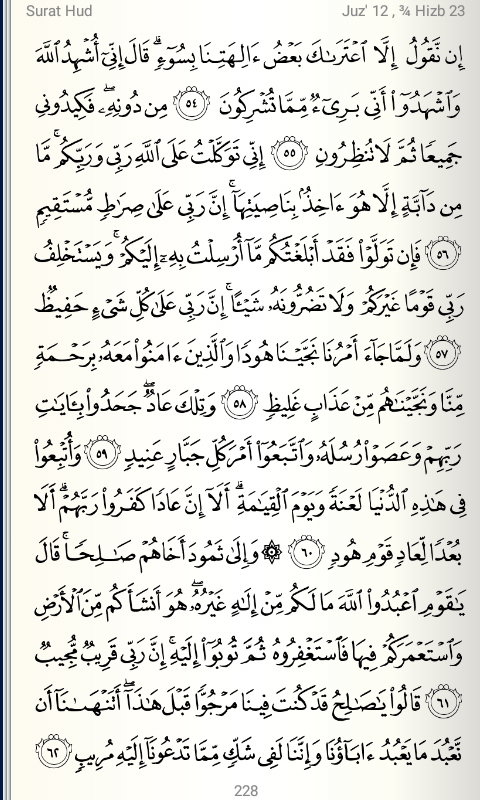 Surat Hud Juz' 12 , ¾ Hizb 23
إِن نَّقُولُ إِلَّا ٱعْتَرَىٰكَ بَعْضُ ءَالِهَتِنَا بِسُوٓءٍۗ قَالَ إِنِّىٓ أُشْهِدُ ٱللَّهَ
وَٱشْهَدُوٓا۟ أَنِّى بَرِىٓءٌ مِّمَّا تُشْرِكُونَ ٥٤ مِن دُونِهِۦۖ فَكِيدُونِى
جَمِيعًا ثُمَّ لَا تُنظِرُونِ ٥٥ إِنِّى تَوَكَّلْتُ عَلَى ٱللَّهِ رَبِّى وَرَبِّكُمۚ مَّا
مِن دَآبَّةٍ إِلَّا هُوَ ءَاخِذٌۢ بِنَاصِيَتِهَآۚ إِنَّ رَبِّى عَلَىٰ صِرَٰطٍ مُّسْتَقِيمٍ
٥٦ فَإِن تَوَلَّوْا۟ فَقَدْ أَبْلَغْتُكُم مَّآ أُرْسِلْتُ بِهِۦٓ إِلَيْكُمْۚ وَيَسْتَخْلِفُ
رَبِّى قَوْمًا غَيْرَكُمْ وَلَا تَضُرُّونَهُۥ شَيْـًٔاۚ إِنَّ رَبِّى عَلَىٰ كُلِّ شَىْءٍ حَفِيظٌ
٥٧ وَلَمَّا جَآءَ أَمْرُنَا نَجَّيْنَا هُودًا وَٱلَّذِينَ ءَامَنُوا۟ مَعَهُۥ بِرَحْمَةٍ
مِّنَّا وَنَجَّيْنَٰهُم مِّنْ عَذَابٍ غَلِيظٍ ٥٨ وَتِلْكَ عَادٌۖ جَحَدُوا۟ بِـَٔايَٰتِ
رَبِّهِمْ وَعَصَوْا۟ رُسُلَهُۥ وَٱتَّبَعُوٓا۟ أَمْرَ كُلِّ جَبَّارٍ عَنِيدٍ ٥٩ وَأُتْبِعُوا۟
فِى هَٰذِهِ ٱلدُّنْيَا لَعْنَةً وَيَوْمَ ٱلْقِيَٰمَةِۗ أَلَآ إِنَّ عَادًا كَفَرُوا۟ رَبَّهُمْۗ أَلَا
بُعْدًا لِّعَادٍ قَوْمِ هُودٍ ٦٠ ۞ وَإِلَىٰ ثَمُودَ أَخَاهُمْ صَٰلِحًاۚ قَالَ
يَٰقَوْمِ ٱعْبُدُوا۟ ٱللَّهَ مَا لَكُم مِّنْ إِلَٰهٍ غَيْرُهُۥۖ هُوَ أَنشَأَكُم مِّنَ ٱلْأَرْضِ
وَٱسْتَعْمَرَكُمْ فِيهَا فَٱسْتَغْفِرُوهُ ثُمَّ تُوبُوٓا۟ إِلَيْهِۚ إِنَّ رَبِّى قَرِيبٌ مُّجِيبٌ
٦١ قَالُوا۟ يَٰصَٰلِحُ قَدْ كُنتَ فِينَا مَرْجُوًّا قَبْلَ هَٰذَآۖ أَتَنْهَىٰنَآ أَن
نَّعْبُدَ مَا يَعْبُدُ ءَابَآؤُنَا وَإِنَّنَا لَفِى شَكٍّ مِّمَّا تَدْعُونَآ إِلَيْهِ مُرِيبٍ ٦٢
228